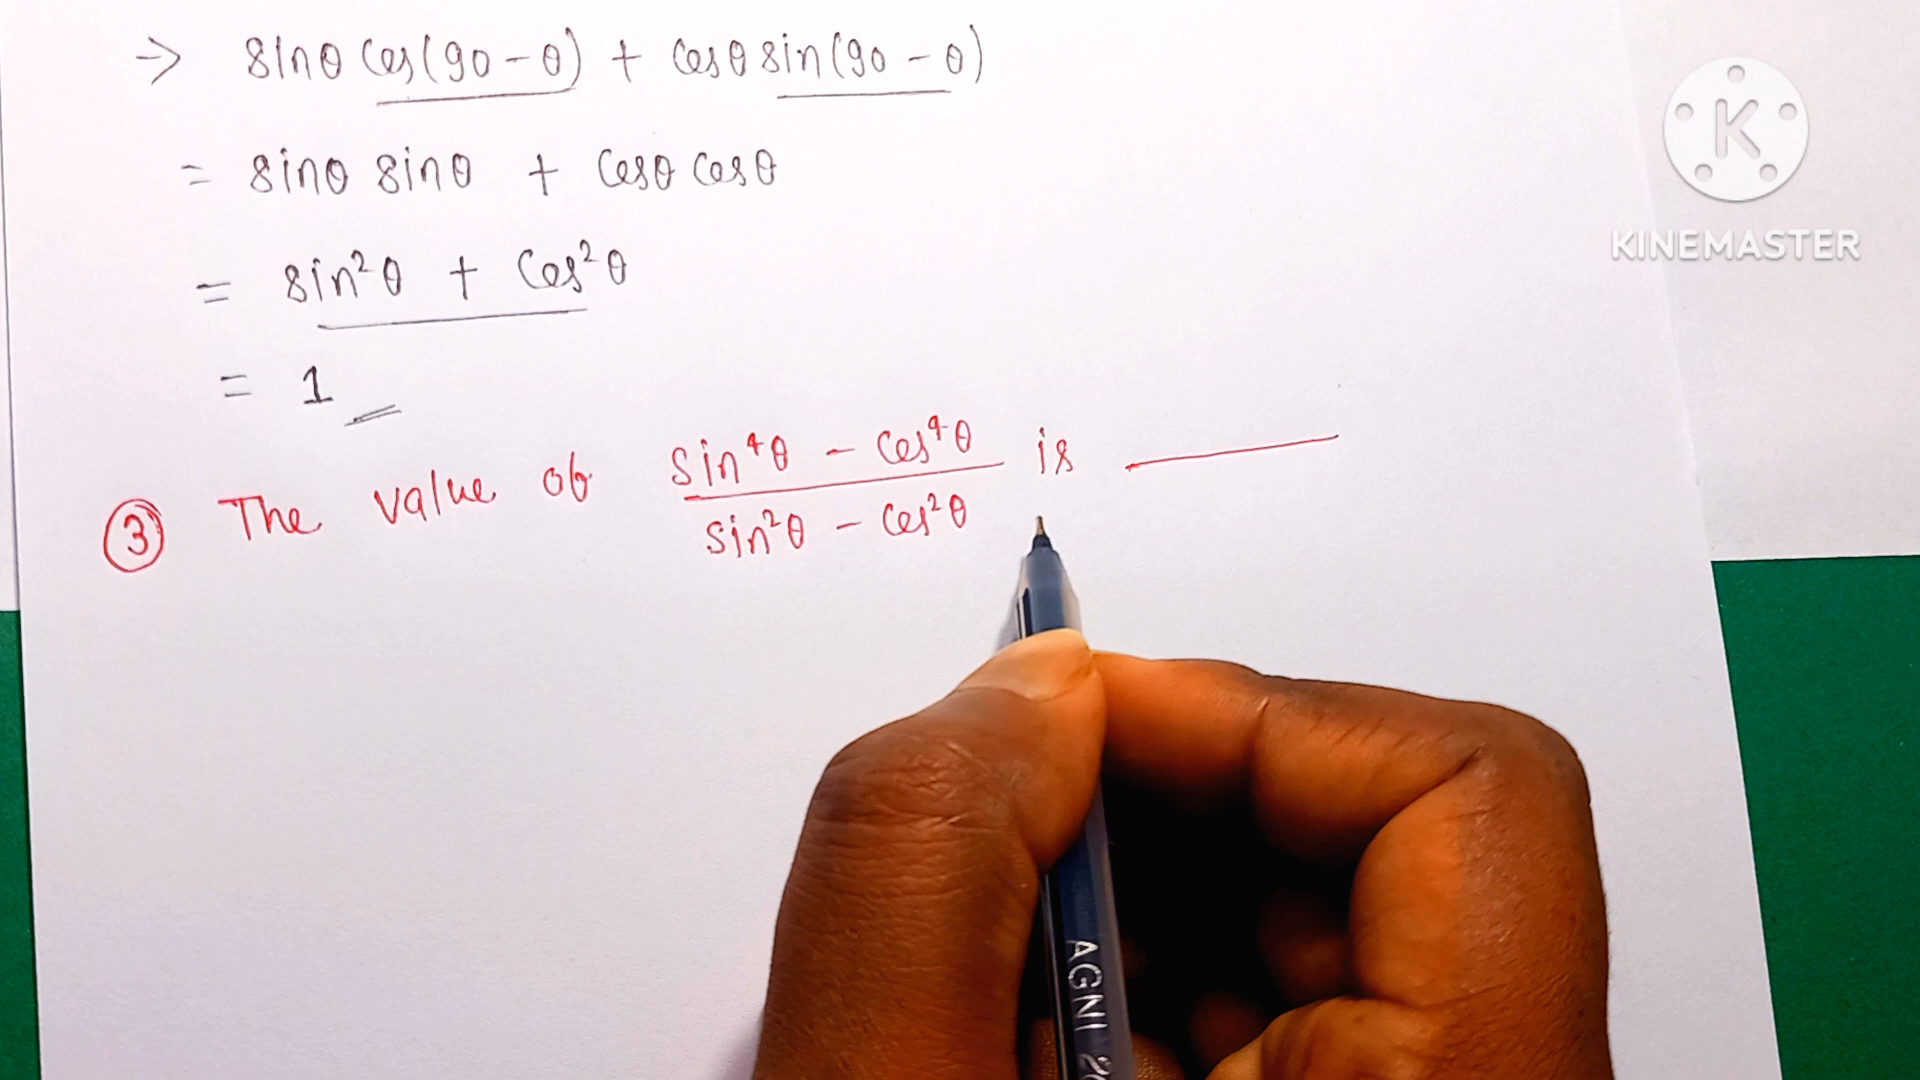 → sinθ cos(90 - θ) + cosθ sin(90 - θ)
= sinθ sinθ + cosθ cosθ
= sin²θ + cos²θ
= 1
③ The value of sin⁴θ - cos⁴θ / sin²θ - cos²θ is ______
K
KINEMASTER
AGNI